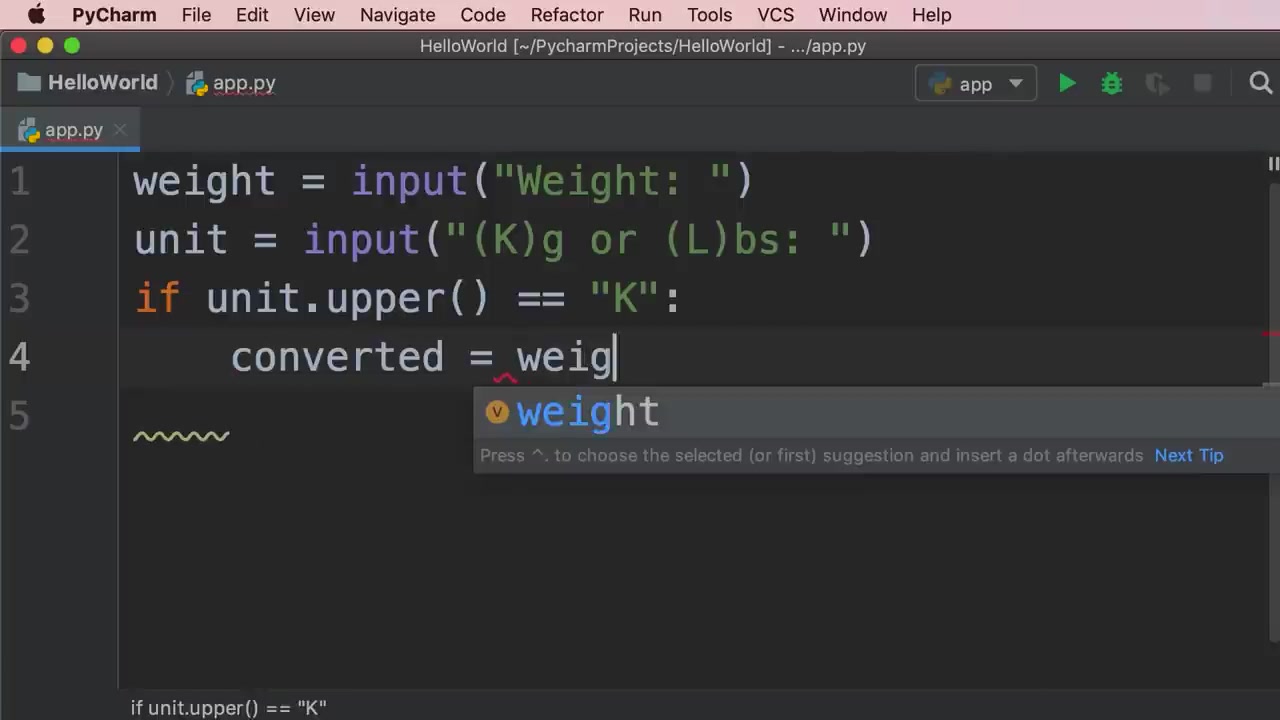 PyCharm File Edit View Navigate Code Refactor Run Tools VCS Window Help
HelloWorld [~/PycharmProjects/HelloWorld] - .../app.py
HelloWorld app.py app
app.py
1 weight = input("Weight: ")
2 unit = input("(K)g or (L)bs: ")
3 if unit.upper() == "K":
4 converted = weig
V weight
5
Press ^. to choose the selected (or first) suggestion and insert a dot afterwards Next Tip
if unit.upper() == "K"